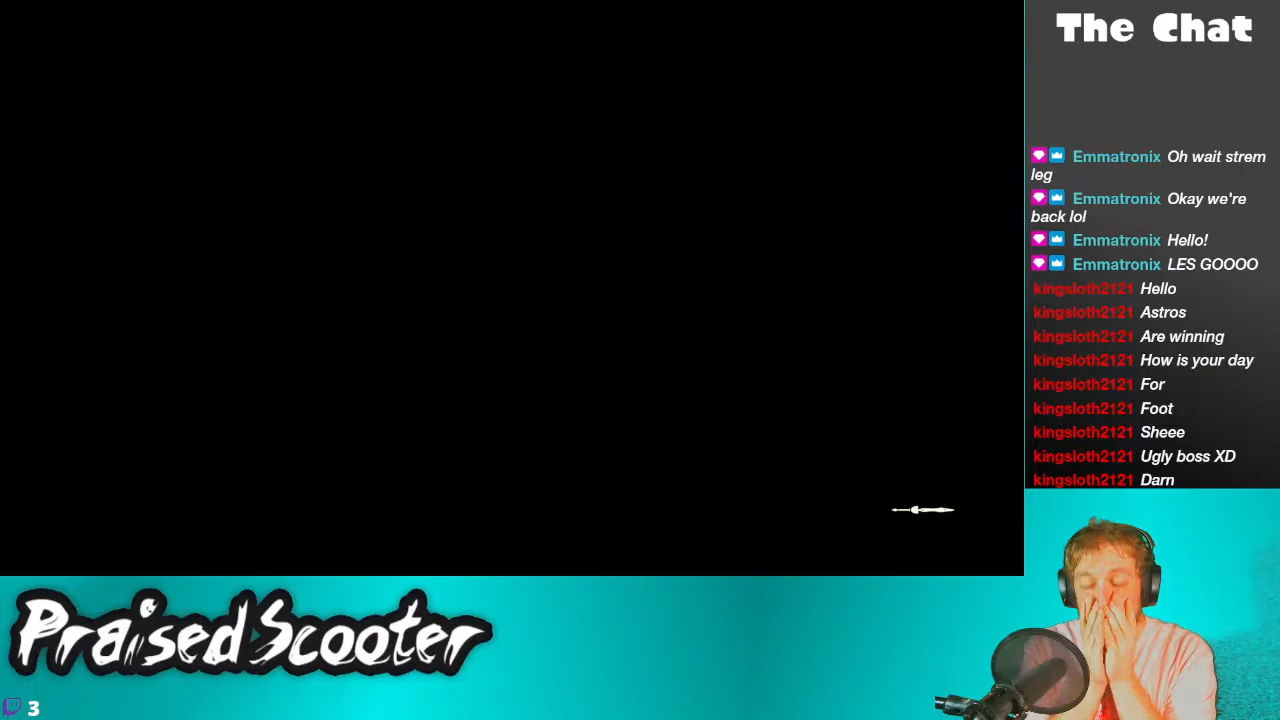 The Chat
Emmatronix Oh wait strem
leg
Emmatronix Okay we're
back lol
Emmatronix Hello!
Emmatronix LES GOOOO
kingsloth2121 Hello
kingsloth2121 Astros
kingsloth2121 Are winning
kingsloth2121 How is your day
kingsloth2121 For
kingsloth2121 Foot
kingsloth2121 Sheee
kingsloth2121 Ugly boss XD
kingsloth2121 Darn
PraisedScooter
3